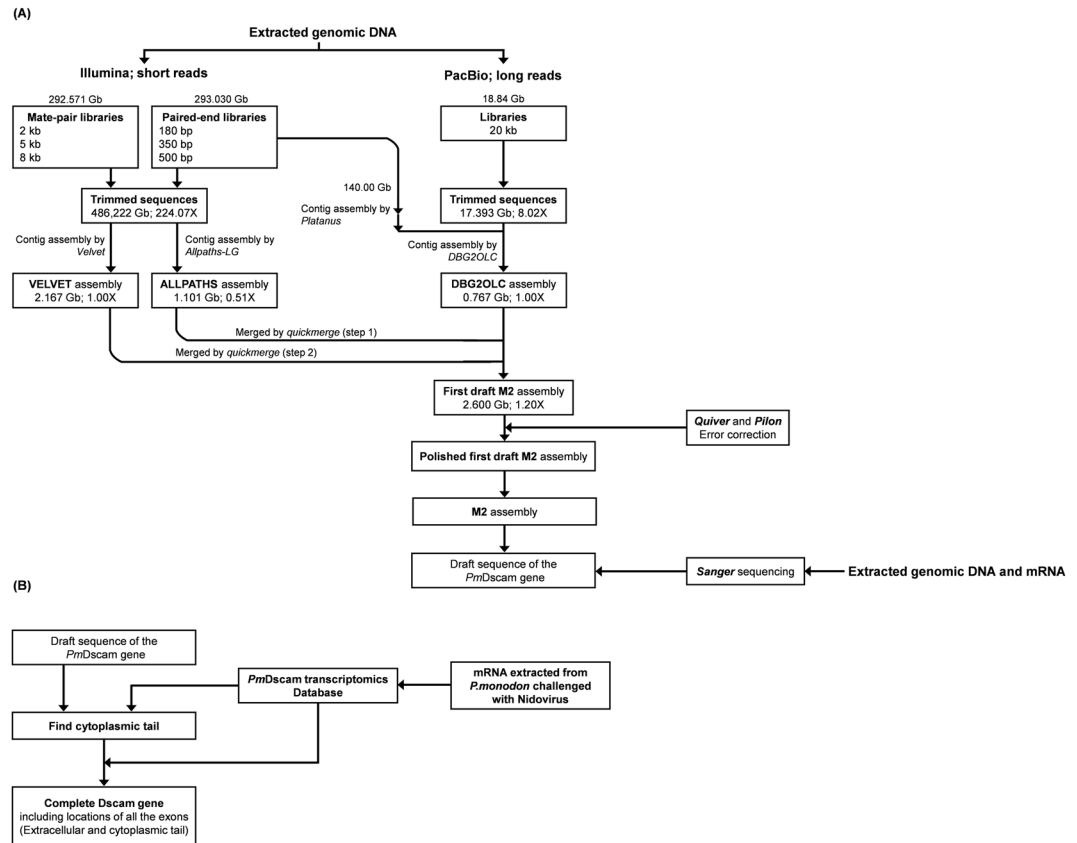 (A)
Extracted genomic DNA
Illumina; short reads
PacBio; long reads
292.571 Gb
293.030 Gb
18.84 Gb
Mate-pair libraries
2 kb
5 kb
8 kb
Paired-end libraries
180 bp
350 bp
500 bp
Libraries
20 kb
140.00 Gb
Trimmed sequences
486,222 Gb; 224.07X
Contig assembly by
Platanus
Trimmed sequences
17.393 Gb; 8.02X
Contig assembly by
Velvet
Contig assembly by
Allpaths-LG
Contig assembly by
DBG2OLC
VELVET assembly
2.167 Gb; 1.00X
ALLPATHS assembly
1.101 Gb; 0.51X
DBG2OLC assembly
0.767 Gb; 1.00X
Merged by quickmerge (step 1)
Merged by quickmerge (step 2)
First draft M2 assembly
2.600 Gb; 1.20X
Quiver and Pilon
Error correction
Polished first draft M2 assembly
M2 assembly
Draft sequence of the
PmDscam gene
Sanger sequencing
Extracted genomic DNA and mRNA
(B)
Draft sequence of the
PmDscam gene
PmDscam transcriptomics
Database
mRNA extracted from
P.monodon challenged
with Nidovirus
Find cytoplasmic tail
Complete Dscam gene
including locations of all the exons
(Extracellular and cytoplasmic tail)